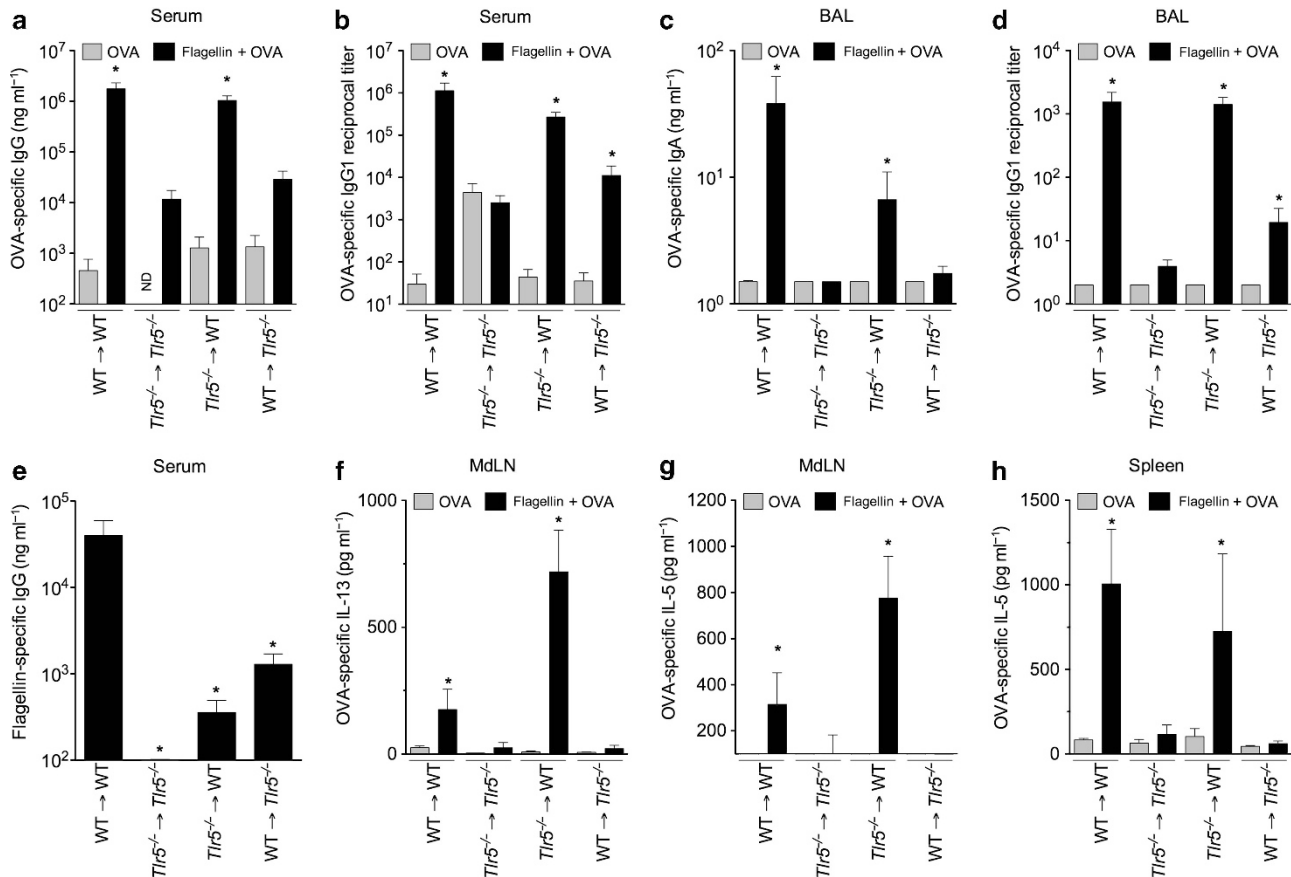 a
Serum
OVA
Flagellin + OVA
OVA-specific IgG (ng ml⁻¹)
10⁷
10⁶
10⁵
10⁴
10³
10²
*
ND
*
WT → WT
Tlr5⁻/⁻ → Tlr5⁻/⁻
Tlr5⁻/⁻ → WT
WT → Tlr5⁻/⁻
b
Serum
OVA
Flagellin + OVA
OVA-specific IgG1 reciprocal titer
10⁷
10⁶
10⁵
10⁴
10³
10²
10¹
*
*
*
WT → WT
Tlr5⁻/⁻ → Tlr5⁻/⁻
Tlr5⁻/⁻ → WT
WT → Tlr5⁻/⁻
c
BAL
OVA
Flagellin + OVA
OVA-specific IgA (ng ml⁻¹)
10²
10¹
10⁰
*
*
WT → WT
Tlr5⁻/⁻ → Tlr5⁻/⁻
Tlr5⁻/⁻ → WT
WT → Tlr5⁻/⁻
d
BAL
OVA
Flagellin + OVA
OVA-specific IgG1 reciprocal titer
10⁴
10³
10²
10¹
10⁰
*
*
*
WT → WT
Tlr5⁻/⁻ → Tlr5⁻/⁻
Tlr5⁻/⁻ → WT
WT → Tlr5⁻/⁻
e
Serum
Flagellin-specific IgG (ng ml⁻¹)
10⁵
10⁴
10³
10²
*
*
*
WT → WT
Tlr5⁻/⁻ → Tlr5⁻/⁻
Tlr5⁻/⁻ → WT
WT → Tlr5⁻/⁻
f
MdLN
OVA
Flagellin + OVA
OVA-specific IL-13 (pg ml⁻¹)
1000
500
0
*
*
WT → WT
Tlr5⁻/⁻ → Tlr5⁻/⁻
Tlr5⁻/⁻ → WT
WT → Tlr5⁻/⁻
g
MdLN
OVA
Flagellin + OVA
OVA-specific IL-5 (pg ml⁻¹)
1200
1000
800
600
400
200
*
*
WT → WT
Tlr5⁻/⁻ → Tlr5⁻/⁻
Tlr5⁻/⁻ → WT
WT → Tlr5⁻/⁻
h
Spleen
OVA
Flagellin + OVA
OVA-specific IL-5 (pg ml⁻¹)
1500
1000
500
0
*
*
WT → WT
Tlr5⁻/⁻ → Tlr5⁻/⁻
Tlr5⁻/⁻ → WT
WT → Tlr5⁻/⁻